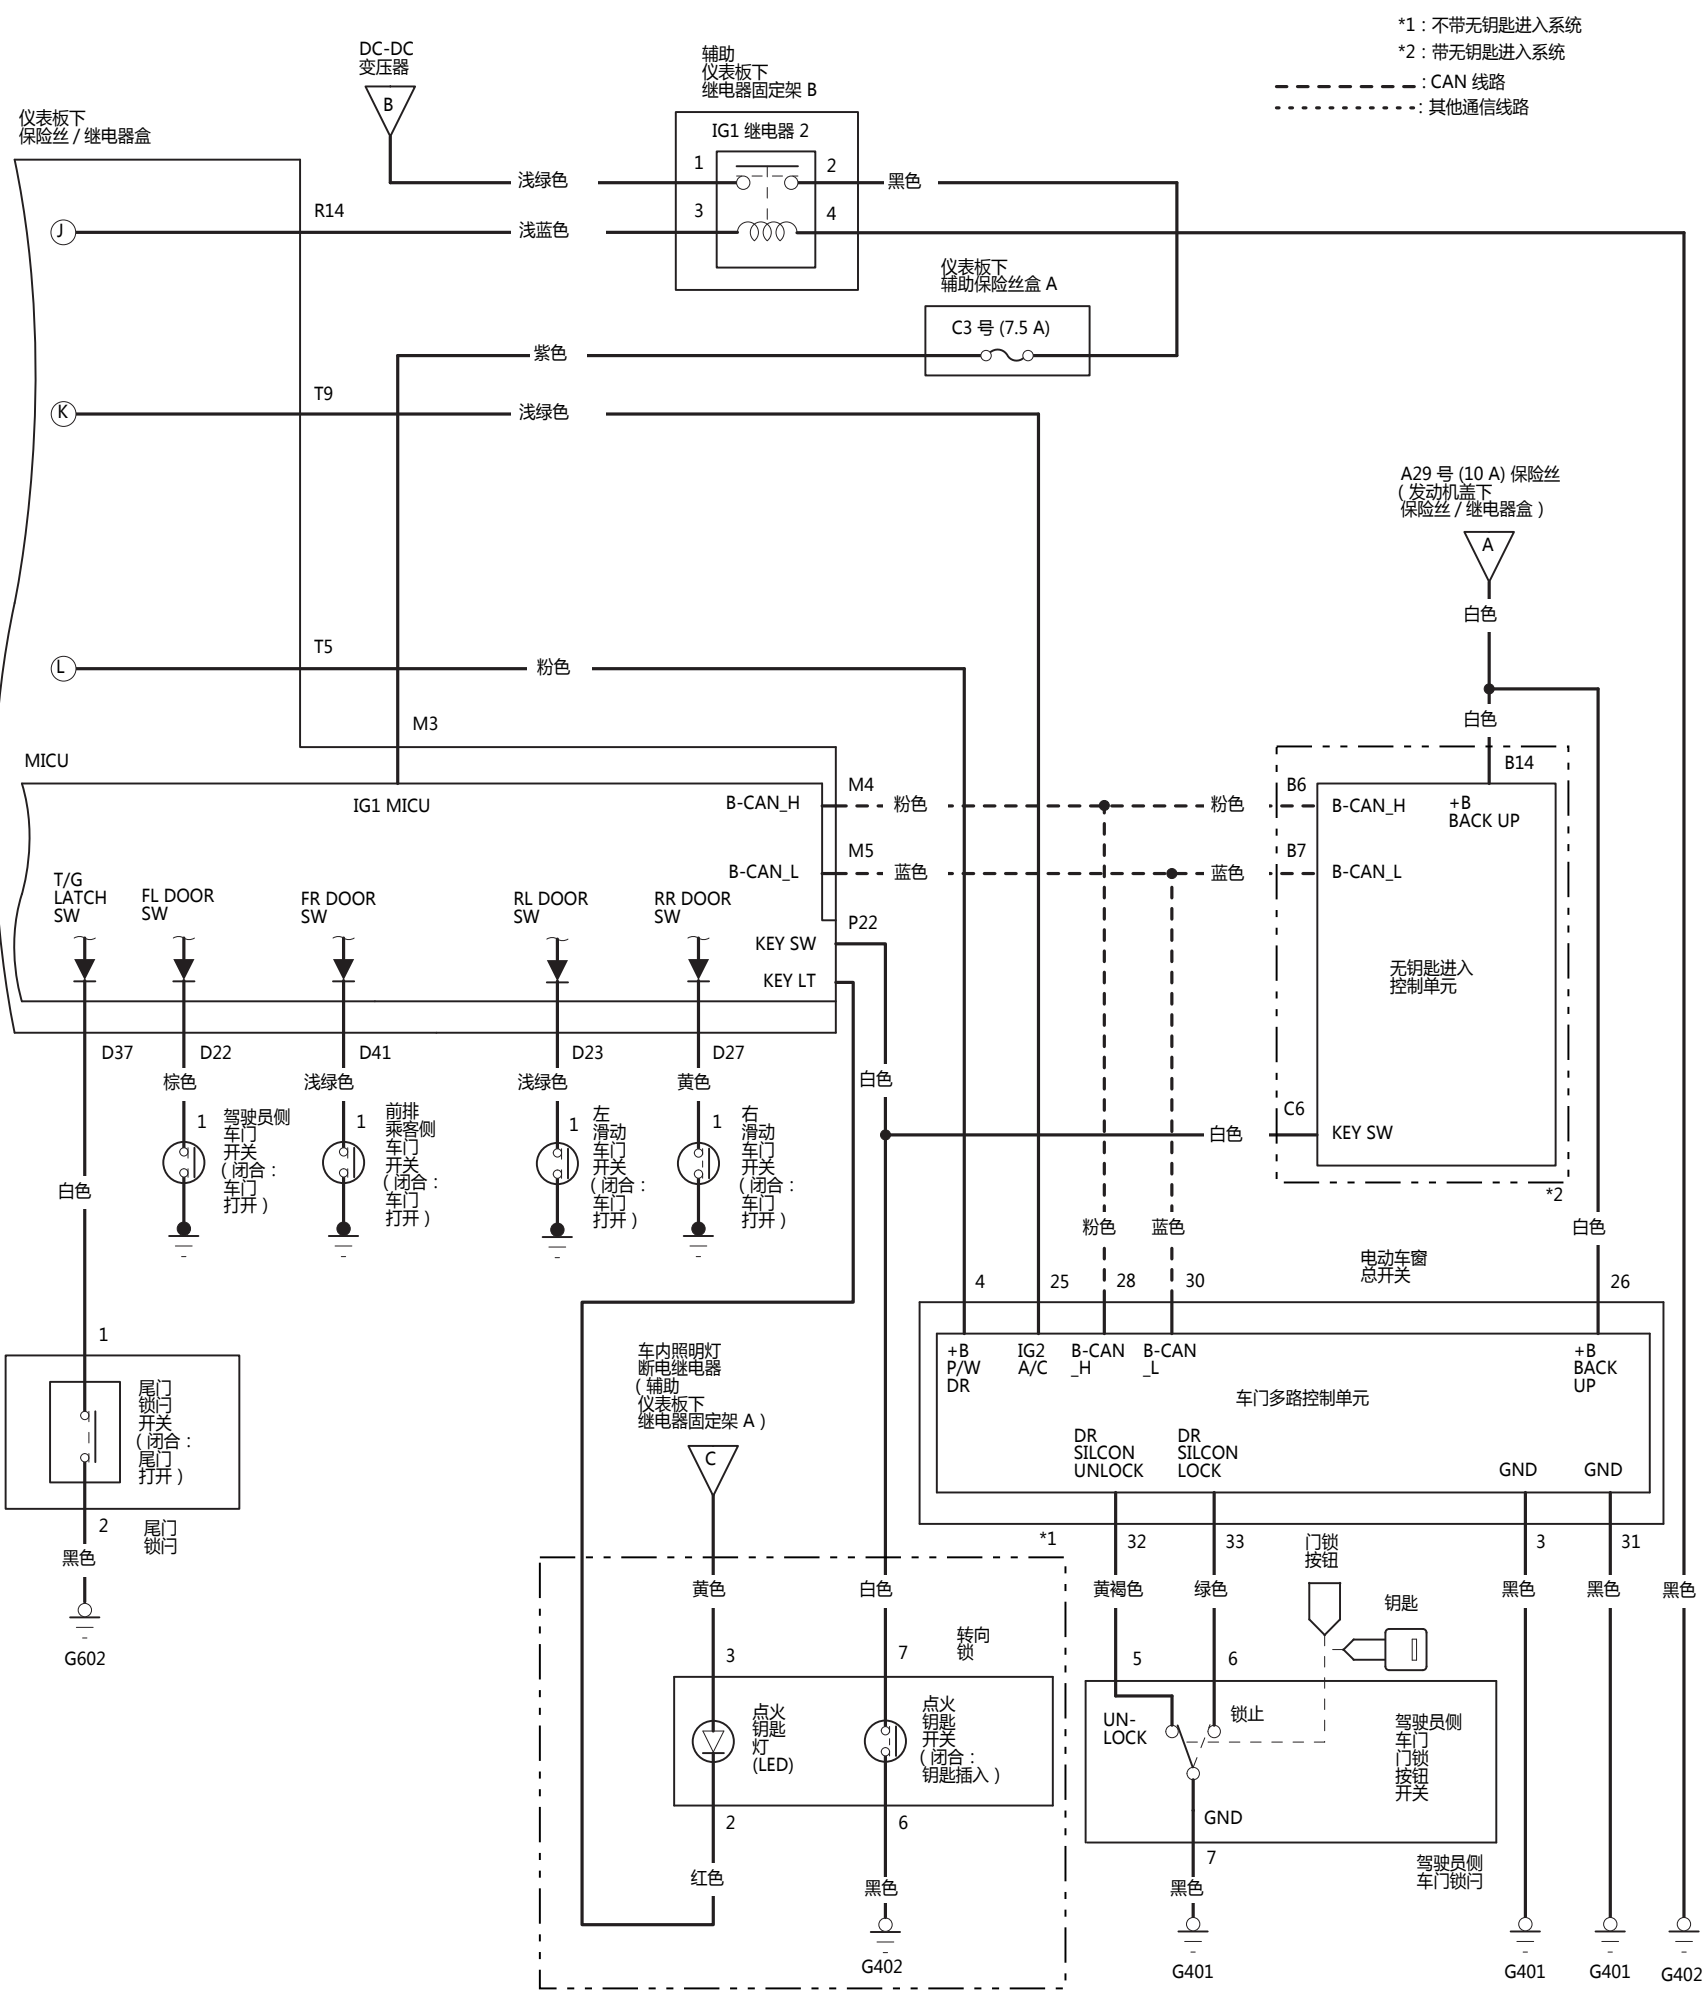 *1 : 不带无钥匙进入系统
*2 : 带无钥匙进入系统
: CAN 线路
: 其他通信线路
DC-DC
变压器
B
辅助
仪表板下
继电器固定架 B
IG1 继电器 2
仪表板下
保险丝 / 继电器盒
1
2
浅绿色
黑色
3
4
R14
J
浅蓝色
仪表板下
辅助保险丝盒 A
C3 号 (7.5 A)
紫色
T9
K
浅绿色
A29 号 (10 A) 保险丝
( 发动机盖下
保险丝 / 继电器盒 )
A
白色
T5
L
粉色
白色
M3
MICU
B14
IG1 MICU
B-CAN_H
M4
粉色
粉色
B6
B-CAN_H
+B
BACK UP
B-CAN_L
M5
蓝色
蓝色
B7
B-CAN_L
T/G
LATCH
SW
FL DOOR
SW
FR DOOR
SW
RL DOOR
SW
RR DOOR
SW
P22
KEY SW
KEY LT
无钥匙进入
控制单元
D37
D22
D41
D23
D27
棕色
浅绿色
浅绿色
黄色
白色
1
驾驶员侧
车门
开关
( 闭合 :
车门
打开 )
1
前排
乘客侧
车门
开关
( 闭合 :
车门
打开 )
1
左
滑动
车门
开关
( 闭合 :
车门
打开 )
1
右
滑动
车门
开关
( 闭合 :
车门
打开 )
C6
白色
KEY SW
*2
白色
粉色
蓝色
白色
电动车窗
总开关
4
25
28
30
26
1
尾门
锁闩
开关
( 闭合 :
尾门
打开 )
2
尾门
锁闩
黑色
G602
车内照明灯
断电继电器
( 辅助
仪表板下
继电器固定架 A )
C
+B
P/W
DR
IG2
A/C
B-CAN
_H
B-CAN
_L
+B
BACK
UP
车门多路控制单元
DR
SILCON
UNLOCK
DR
SILCON
LOCK
GND
GND
*1
32
33
门锁
按钮
3
31
黄色
白色
黄褐色
绿色
钥匙
黑色
黑色
黑色
转向
锁
3
7
5
6
点火
钥匙
灯
(LED)
点火
钥匙
开关
( 闭合 :
钥匙插入 )
UN-
LOCK
锁止
驾驶员侧
车门
门锁
按钮
开关
GND
2
6
7
驾驶员侧
车门锁闩
红色
黑色
黑色
G402
G401
G401
G401
G402